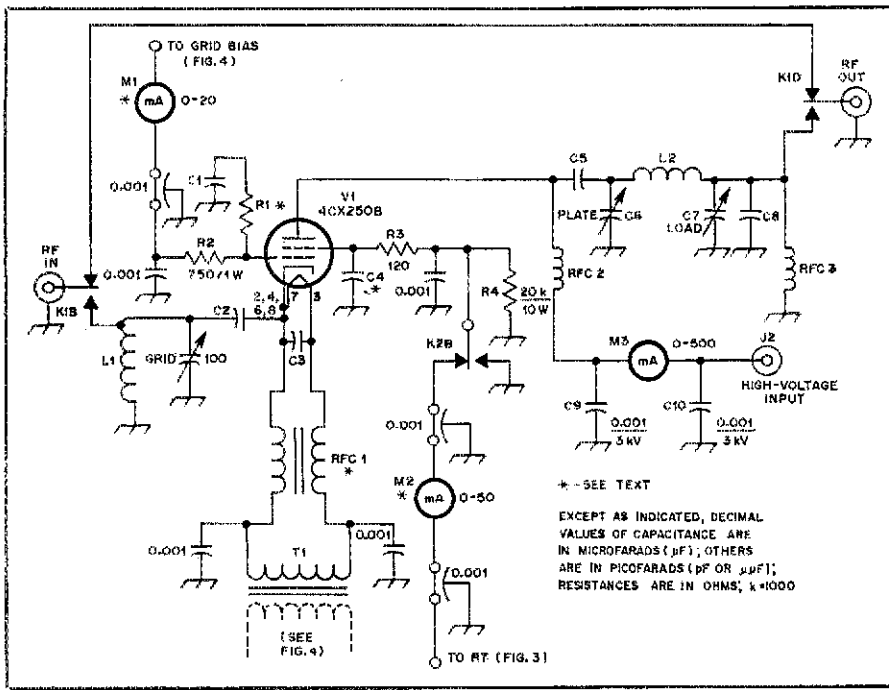 TO GRID BIAS
(FIG. 4)
M1
*
mA
0-20
K1D
RF
OUT
0.001
C1
R1 *
V1
4CX250B
C5
L2
PLATE
C6
C7
LOAD
C8
RF
IN
0.001
R2
750/1W
R3
120
C4
*
0.001
R4
20 k
10W
RFC 2
RFC 3
K1B
C2
2,4,
6,8
7
3
L1
GRID
100
C3
K2B
M3
mA
0-500
J2
HIGH-VOLTAGE
INPUT
C9
0.001
3kV
C10
0.001
3kV
RFC 1
*
0.001
M2
*
mA
0-50
* - SEE TEXT
EXCEPT AS INDICATED, DECIMAL
VALUES OF CAPACITANCE ARE
IN MICROFARADS (µF); OTHERS
ARE IN PICOFARADS (pF OR µµF);
RESISTANCES ARE IN OHMS; k=1000
0.001
T1
0.001
0.001
(SEE
FIG.4)
TO RT (FIG.3)